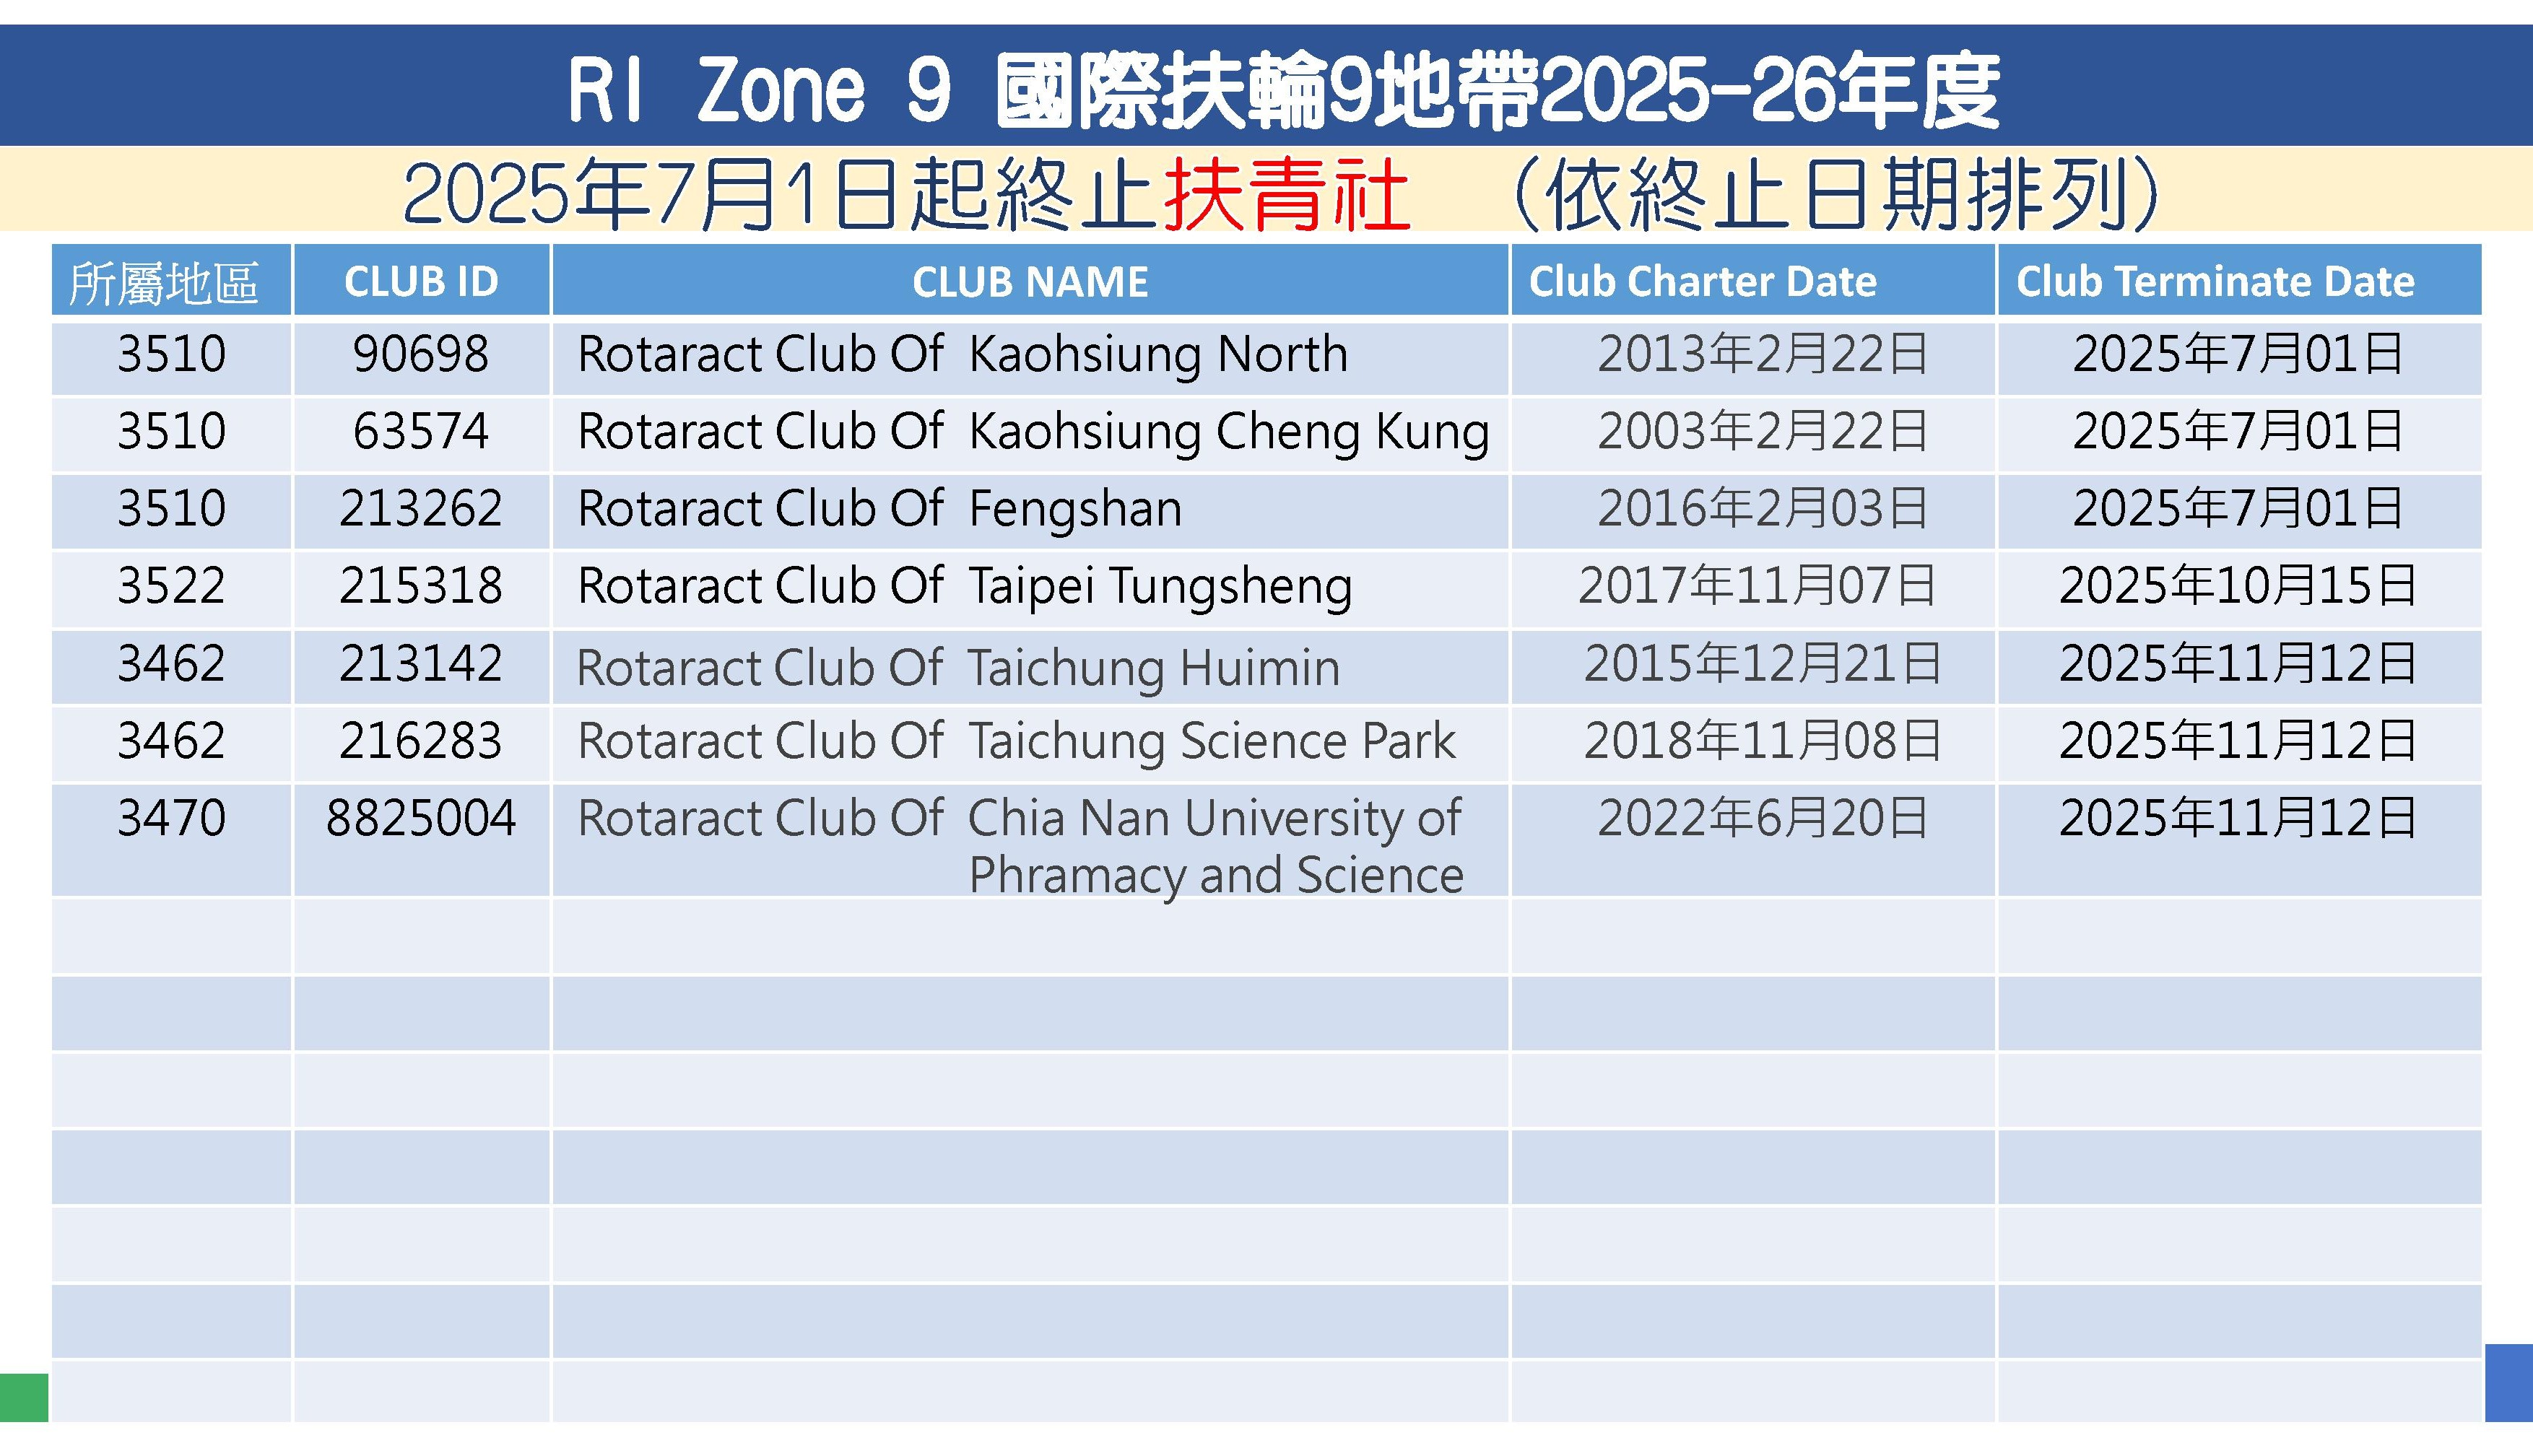 RI Zone 9 國際扶輪9地帶2025-26年度
2025年7月1日起終止扶青社 (依終止日期排列)
所屬地區 CLUB ID CLUB NAME Club Charter Date Club Terminate Date
3510 90698 Rotaract Club Of Kaohsiung North 2013年2月22日 2025年7月01日
3510 63574 Rotaract Club Of Kaohsiung Cheng Kung 2003年2月22日 2025年7月01日
3510 213262 Rotaract Club Of Fengshan 2016年2月03日 2025年7月01日
3522 215318 Rotaract Club Of Taipei Tungsheng 2017年11月07日 2025年10月15日
3462 213142 Rotaract Club Of Taichung Huimin 2015年12月21日 2025年11月12日
3462 216283 Rotaract Club Of Taichung Science Park 2018年11月08日 2025年11月12日
3470 8825004 Rotaract Club Of Chia Nan University of 2022年6月20日 2025年11月12日
Phramacy and Science